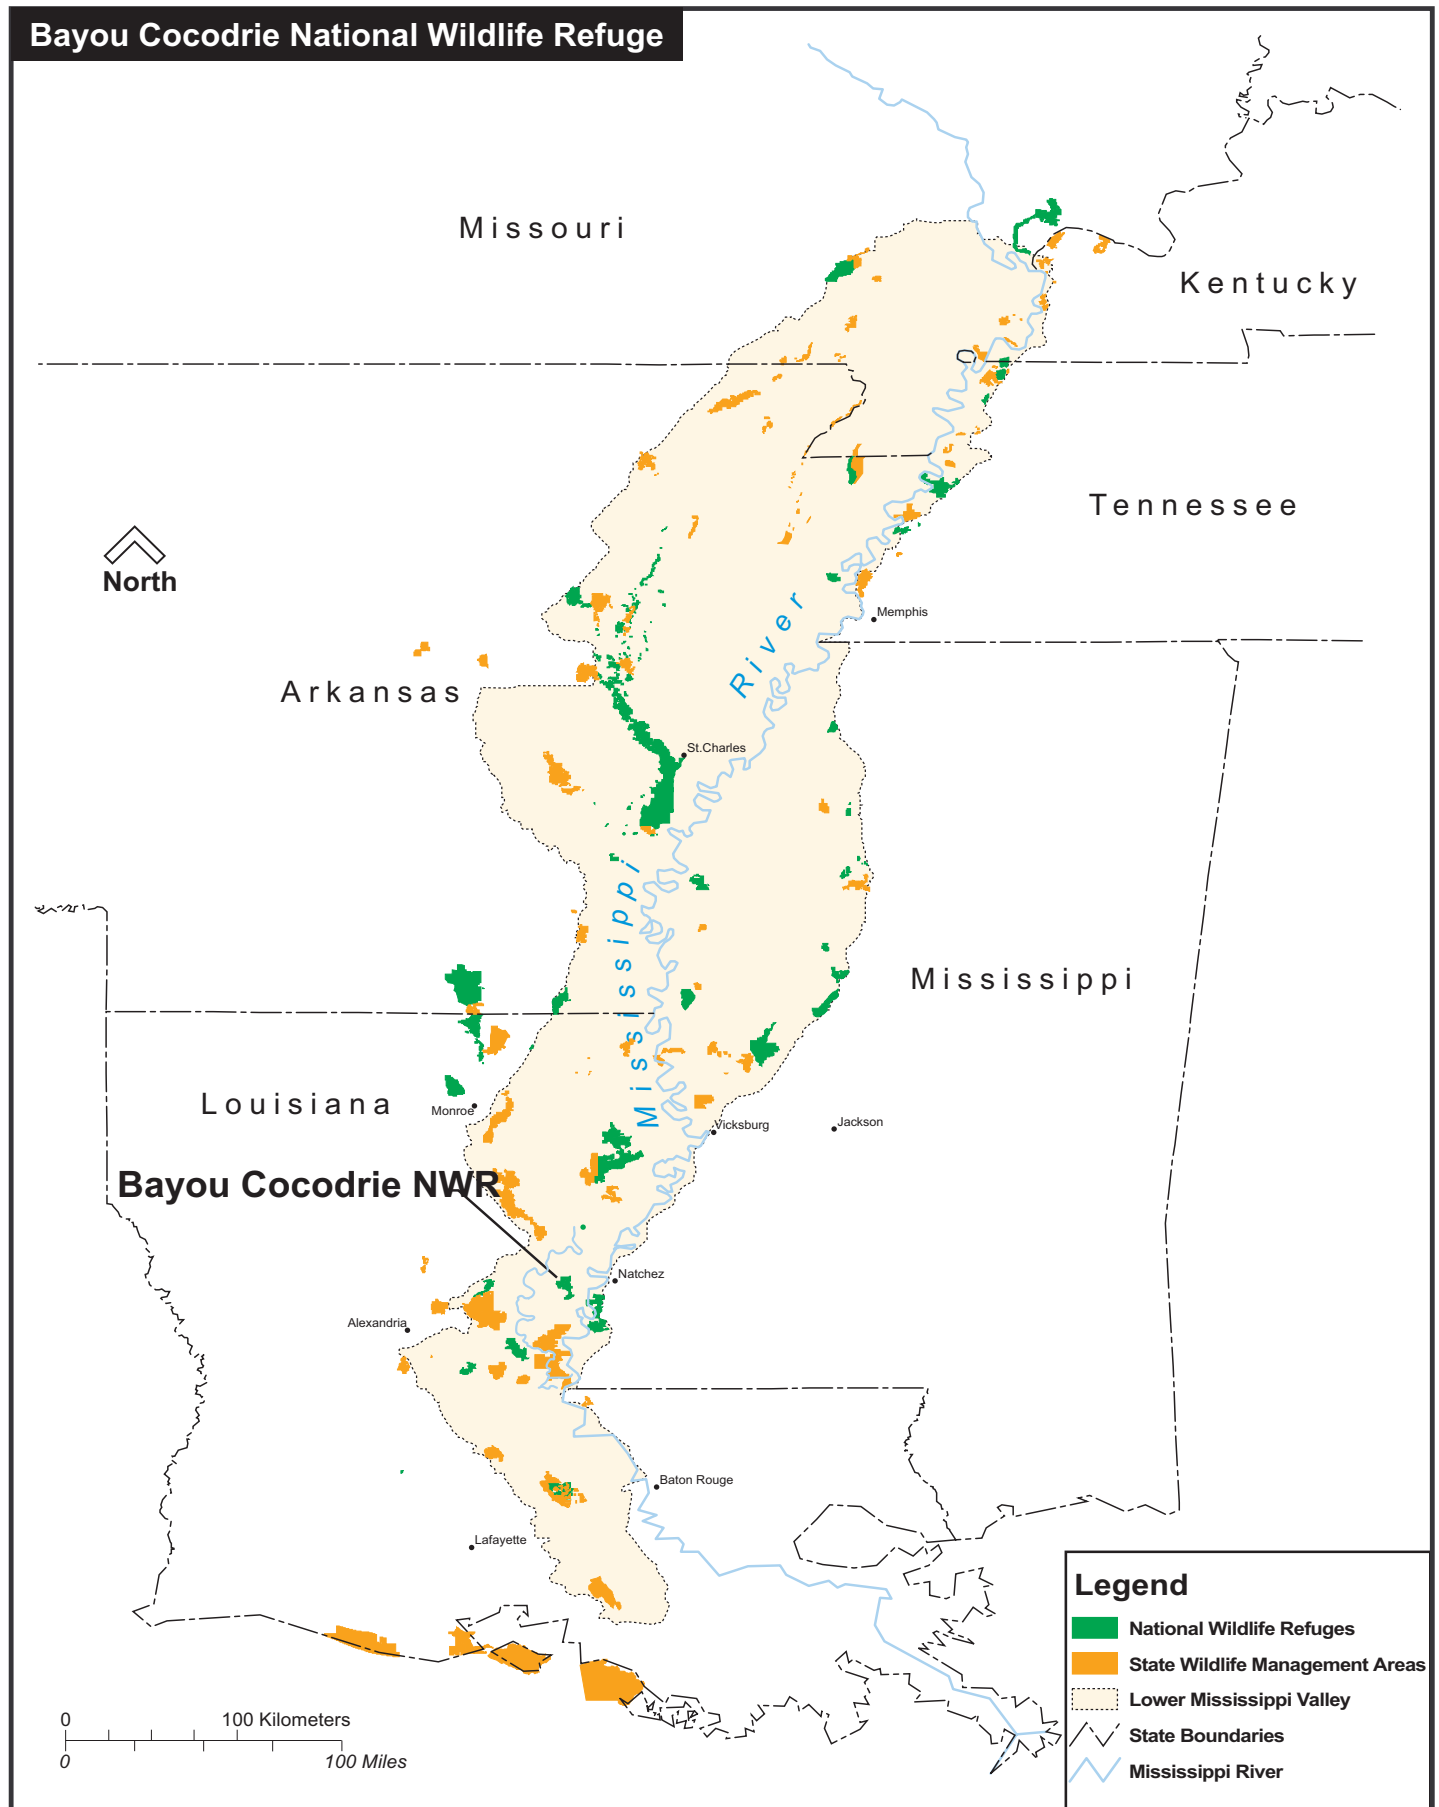 Bayou Cocodrie National Wildlife Refuge
Missouri
Kentucky
Tennessee
North
Memphis
River
Arkansas
St.Charles
Mississippi
Mississippi
Louisiana
Monroe
Vicksburg
Jackson
Bayou Cocodrie NWR
Natchez
Alexandria
Baton Rouge
Lafayette
Legend
National Wildlife Refuges
State Wildlife Management Areas
Lower Mississippi Valley
State Boundaries
Mississippi River
0 100 Kilometers
0 100 Miles